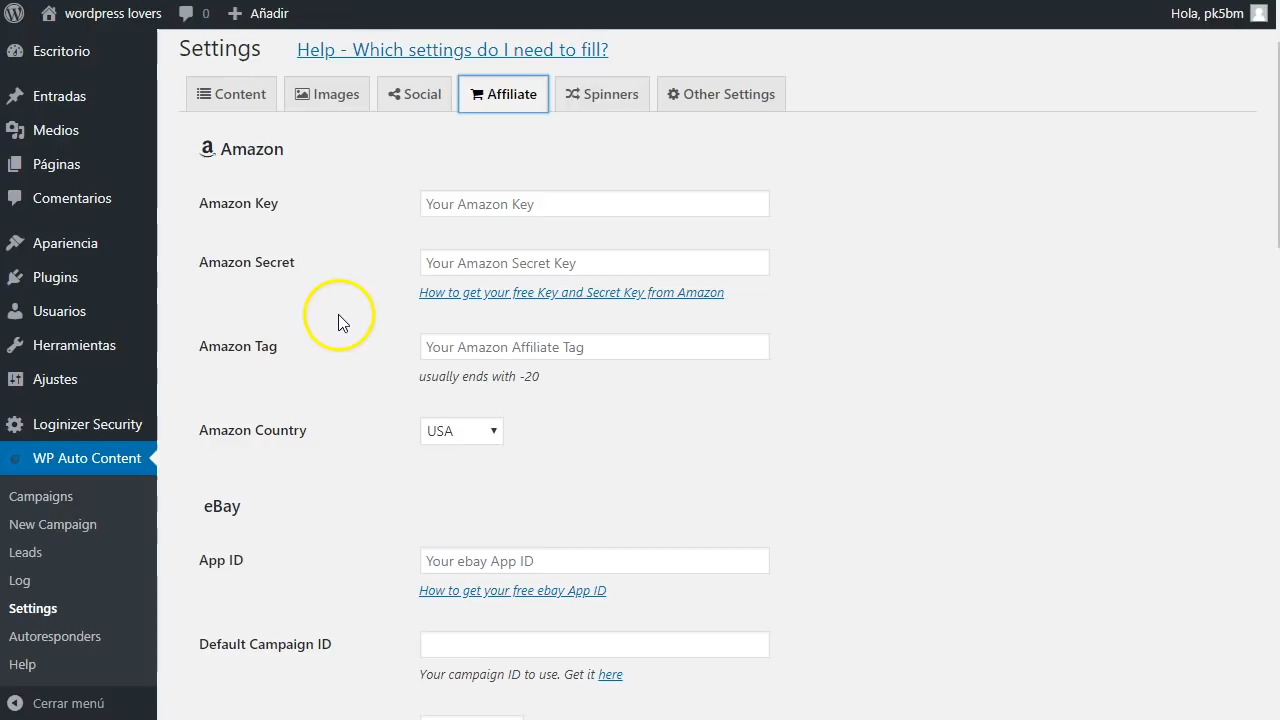 wordpress lovers
0
Añadir
Hola, pk5bm
Escritorio
Entradas
Medios
Páginas
Comentarios
Apariencia
Plugins
Usuarios
Herramientas
Ajustes
Loginizer Security
WP Auto Content
Campaigns
New Campaign
Leads
Log
Settings
Autoresponders
Help
Cerrar menú
Settings
Help - Which settings do I need to fill?
Content
Images
Social
Affiliate
Spinners
Other Settings
Amazon
Amazon Key
Your Amazon Key
Amazon Secret
Your Amazon Secret Key
How to get your free Key and Secret Key from Amazon
Amazon Tag
Your Amazon Affiliate Tag
usually ends with -20
Amazon Country
USA
eBay
App ID
Your ebay App ID
How to get your free ebay App ID
Default Campaign ID
Your campaign ID to use. Get it here